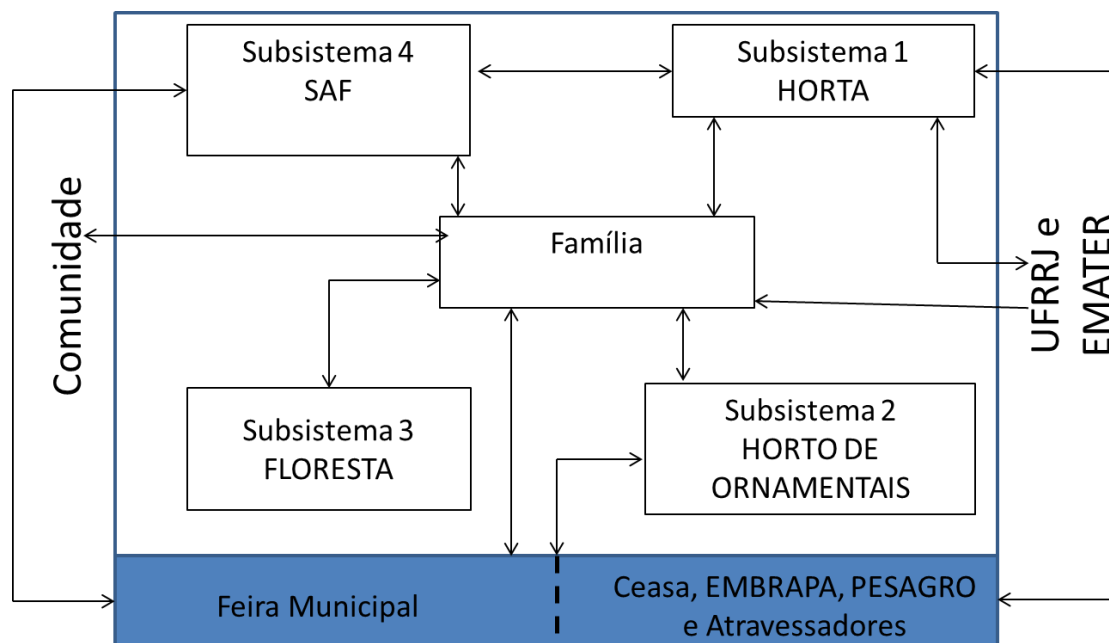 Subsistema 4
SAF
Subsistema 1
HORTA
Comunidade
Família
UFRRJ e
EMATER
Subsistema 3
FLORESTA
Subsistema 2
HORTO DE
ORNAMENTAIS
Feira Municipal
Ceasa, EMBRAPA, PESAGRO
e Atravessadores